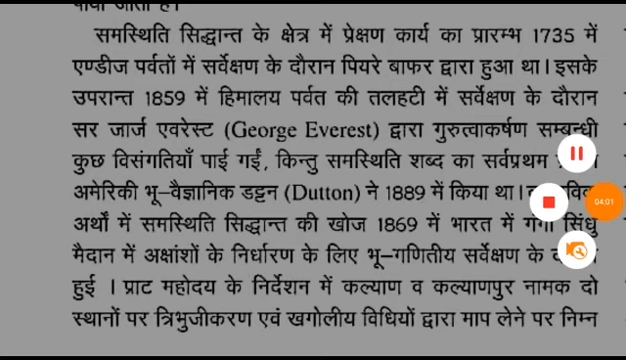 समस्थिति सिद्धान्त के क्षेत्र में प्रेक्षण कार्य का प्रारम्भ 1735 में
एण्डीज पर्वतों में सर्वेक्षण के दौरान पियरे बाफर द्वारा हुआ था। इसके
उपरान्त 1859 में हिमालय पर्वत की तलहटी में सर्वेक्षण के दौरान
सर जार्ज एवरेस्ट (George Everest) द्वारा गुरुत्वाकर्षण सम्बन्धी
कुछ विसंगतियाँ पाई गईं, किन्तु समस्थिति शब्द का सर्वप्रथम
अमेरिकी भू-वैज्ञानिक डट्टन (Dutton) ने 1889 में किया था।
04:01
अर्थों में समस्थिति सिद्धान्त की खोज 1869 में भारत में गंगा सिंधु
मैदान में अक्षांशों के निर्धारण के लिए भू-गणितीय सर्वेक्षण के
हुई । प्राट महोदय के निर्देशन में कल्याण व कल्याणपुर नामक दो
स्थानों पर त्रिभुजीकरण एवं खगोलीय विधियों द्वारा माप लेने पर निम्न